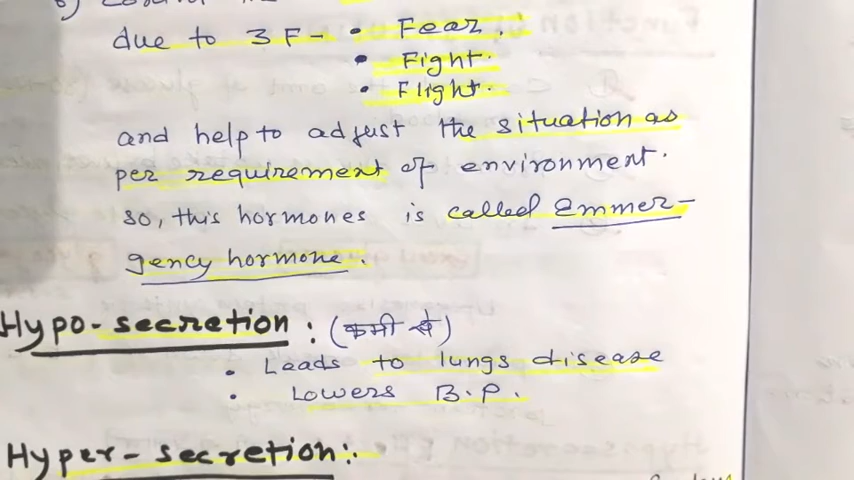 due to 3F- • Fear.
• Fight.
• Flight.
and help to adjust the situation as
per requirement of environment.
so, this hormones is called Emmer-
gency hormone.
Hypo-secretion : (कमी से)
• Leads to lungs disease
• Lowers B.P.
Hyper-secretion: